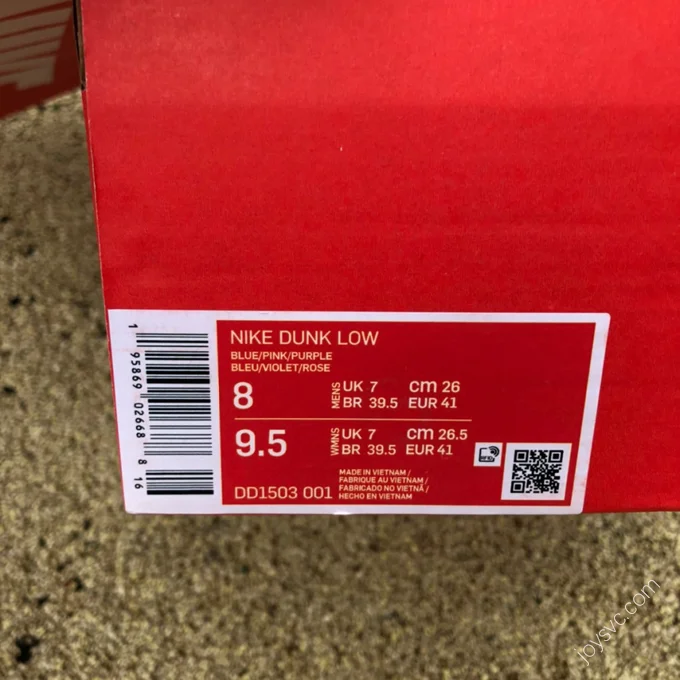 NIKE DUNK LOW
BLUE/PINK/PURPLE
BLEU/VIOLET/ROSE
8 MENS UK 7 cm 26
BR 39.5 EUR 41
9.5 WMNS UK 7 cm 26.5
BR 39.5 EUR 41
DD1503 001
MADE IN VIETNAM /
FABRIQUE AU VIETNAM /
FABRICADO NO VIETNÃ /
HECHO EN VIETNAM
1 95869 02668 8 16
joysvc.com